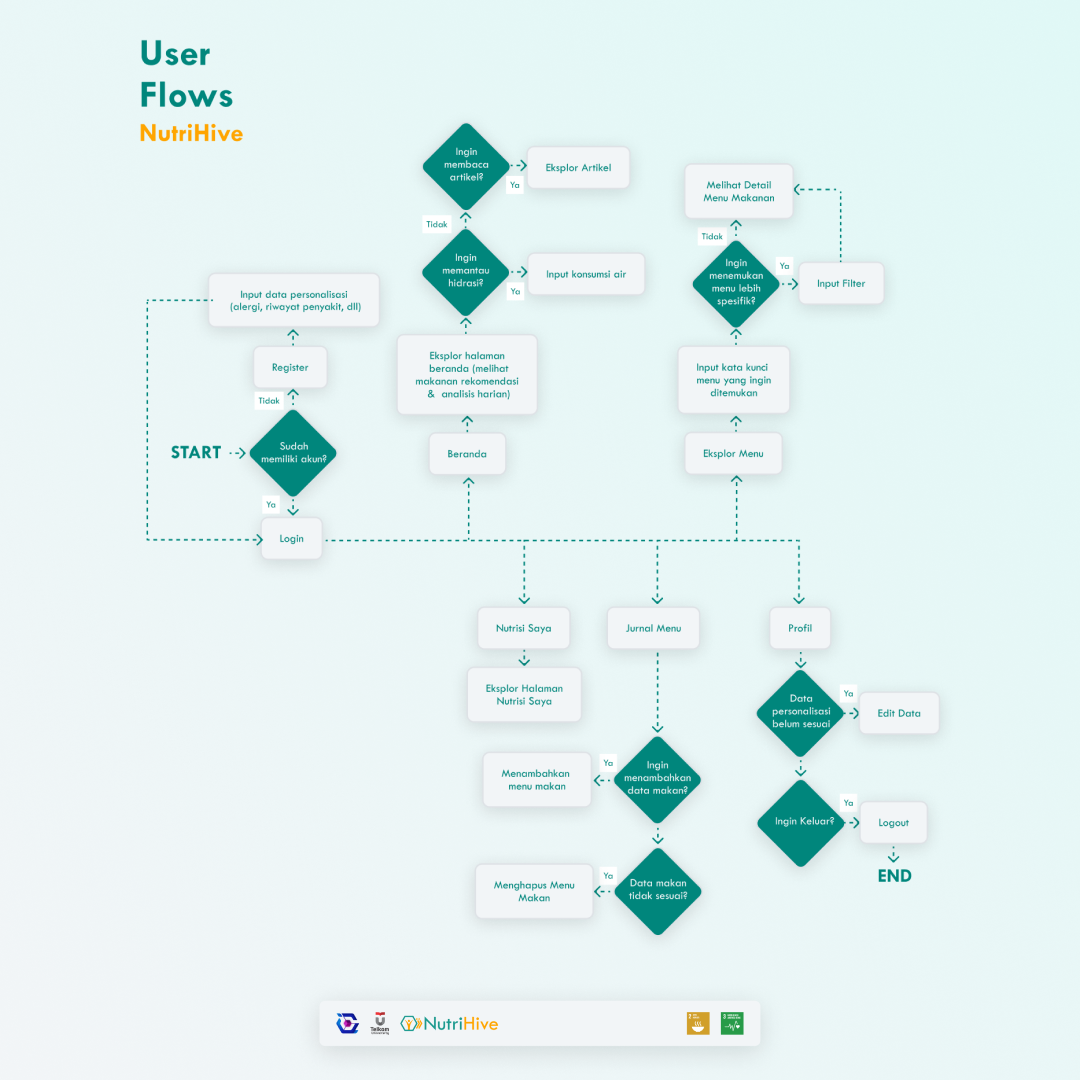 User
Flows
NutriHive
Ingin
membaca
artikel?
Ya
Eksplor Artikel
Tidak
Ingin
memantau
hidrasi?
Ya
Input konsumsi air
Eksplor halaman
beranda (melihat
makanan rekomendasi
& analisis harian)
Beranda
Melihat Detail
Menu Makanan
Tidak
Ingin
menemukan
menu lebih
spesifik?
Ya
Input Filter
Input kata kunci
menu yang ingin
ditemukan
Eksplor Menu
Input data personalisasi
(alergi, riwayat penyakit, dll)
Register
Tidak
START
Sudah
memiliki akun?
Ya
Login
Nutrisi Saya
Eksplor Halaman
Nutrisi Saya
Jurnal Menu
Ingin
menambahkan
data makan?
Ya
Menambahkan
menu makan
Data makan
tidak sesuai?
Ya
Menghapus Menu
Makan
Profil
Data
personalisasi
belum sesuai
Ya
Edit Data
Ingin Keluar?
Ya
Logout
END
Telkom
University
NutriHive